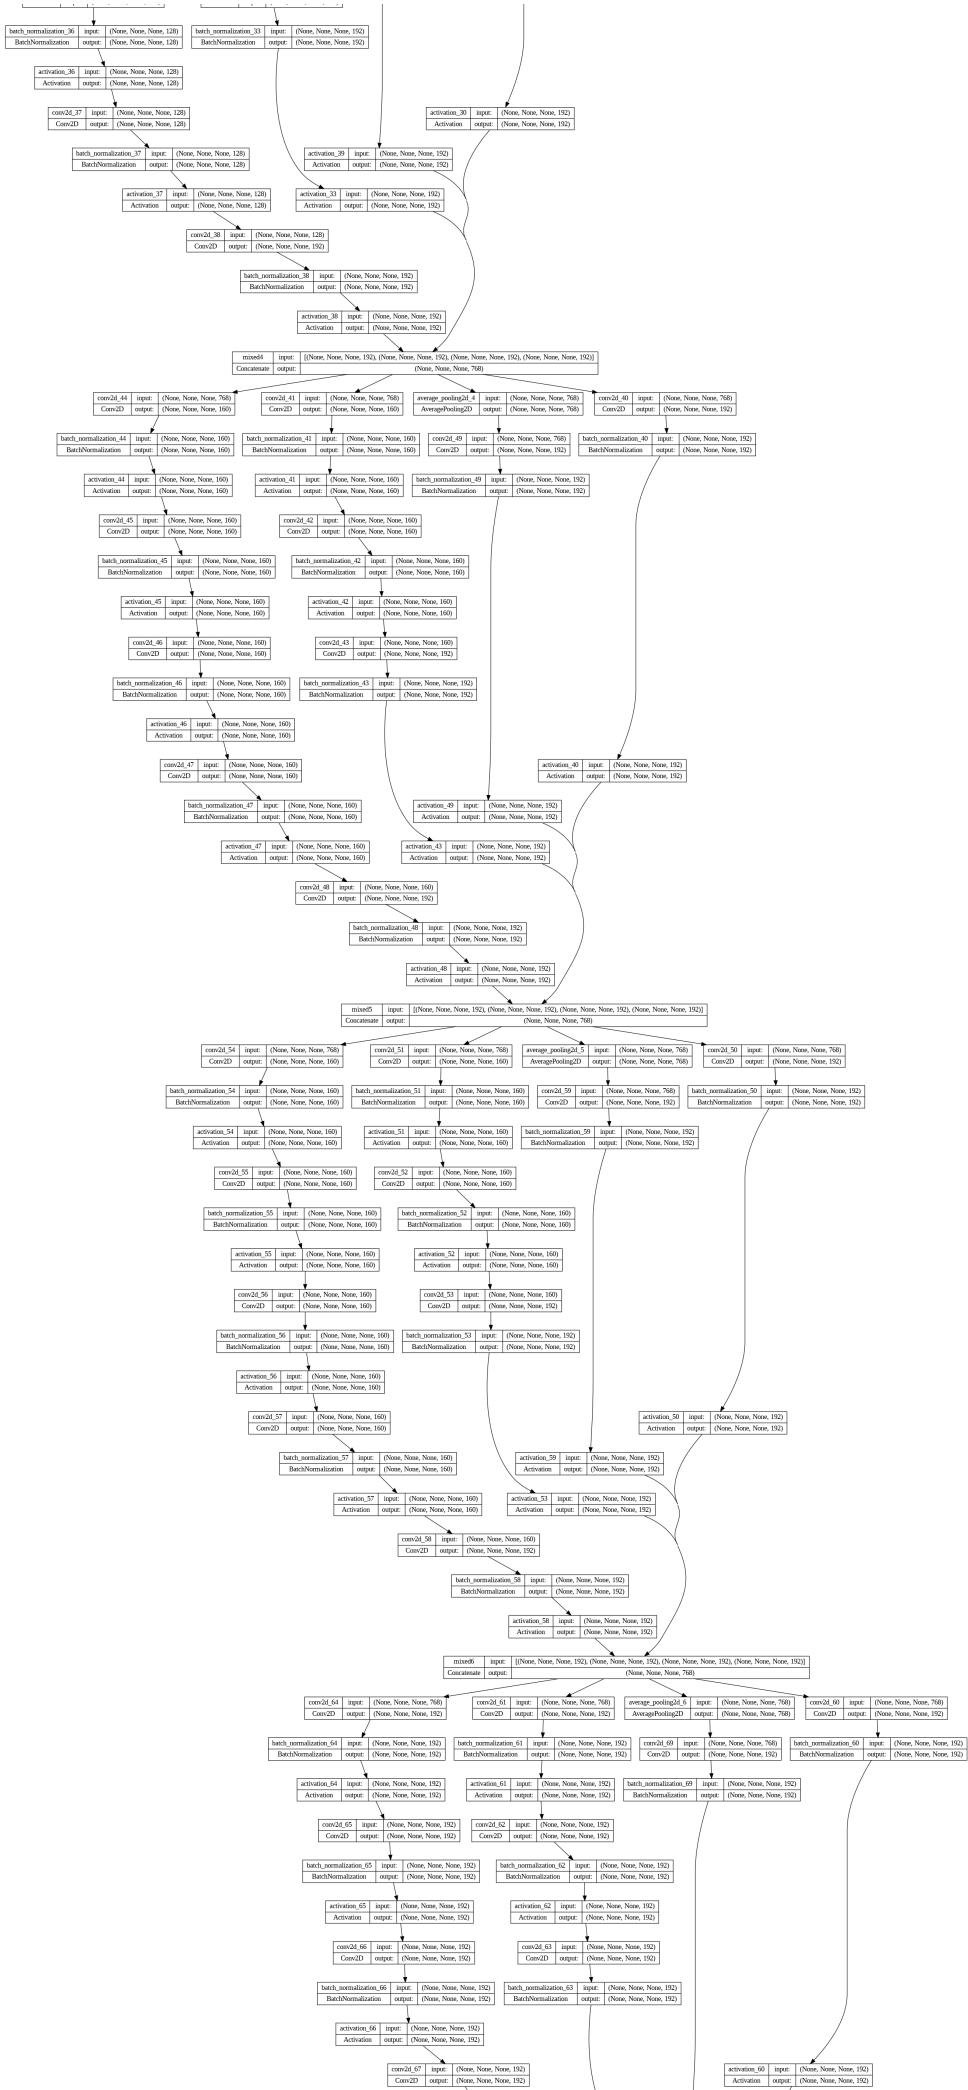 batch_normalization_36 input: (None, None, None, 128)
BatchNormalization output: (None, None, None, 128)
batch_normalization_33 input: (None, None, None, 192)
BatchNormalization output: (None, None, None, 192)
activation_36 input: (None, None, None, 128)
Activation output: (None, None, None, 128)
conv2d_37 input: (None, None, None, 128)
Conv2D output: (None, None, None, 128)
activation_30 input: (None, None, None, 192)
Activation output: (None, None, None, 192)
batch_normalization_37 input: (None, None, None, 128)
BatchNormalization output: (None, None, None, 128)
activation_39 input: (None, None, None, 192)
Activation output: (None, None, None, 192)
activation_37 input: (None, None, None, 128)
Activation output: (None, None, None, 128)
activation_33 input: (None, None, None, 192)
Activation output: (None, None, None, 192)
conv2d_38 input: (None, None, None, 128)
Conv2D output: (None, None, None, 192)
batch_normalization_38 input: (None, None, None, 192)
BatchNormalization output: (None, None, None, 192)
activation_38 input: (None, None, None, 192)
Activation output: (None, None, None, 192)
mixed4 input: [(None, None, None, 192), (None, None, None, 192), (None, None, None, 192), (None, None, None, 192)]
Concatenate output: (None, None, None, 768)
conv2d_44 input: (None, None, None, 768)
Conv2D output: (None, None, None, 160)
conv2d_41 input: (None, None, None, 768)
Conv2D output: (None, None, None, 160)
average_pooling2d_4 input: (None, None, None, 768)
AveragePooling2D output: (None, None, None, 768)
conv2d_40 input: (None, None, None, 768)
Conv2D output: (None, None, None, 192)
batch_normalization_44 input: (None, None, None, 160)
BatchNormalization output: (None, None, None, 160)
batch_normalization_41 input: (None, None, None, 160)
BatchNormalization output: (None, None, None, 160)
conv2d_49 input: (None, None, None, 768)
Conv2D output: (None, None, None, 192)
batch_normalization_40 input: (None, None, None, 192)
BatchNormalization output: (None, None, None, 192)
activation_44 input: (None, None, None, 160)
Activation output: (None, None, None, 160)
activation_41 input: (None, None, None, 160)
Activation output: (None, None, None, 160)
batch_normalization_49 input: (None, None, None, 192)
BatchNormalization output: (None, None, None, 192)
conv2d_45 input: (None, None, None, 160)
Conv2D output: (None, None, None, 160)
conv2d_42 input: (None, None, None, 160)
Conv2D output: (None, None, None, 160)
batch_normalization_45 input: (None, None, None, 160)
BatchNormalization output: (None, None, None, 160)
batch_normalization_42 input: (None, None, None, 160)
BatchNormalization output: (None, None, None, 160)
activation_45 input: (None, None, None, 160)
Activation output: (None, None, None, 160)
activation_42 input: (None, None, None, 160)
Activation output: (None, None, None, 160)
conv2d_46 input: (None, None, None, 160)
Conv2D output: (None, None, None, 160)
conv2d_43 input: (None, None, None, 160)
Conv2D output: (None, None, None, 192)
batch_normalization_46 input: (None, None, None, 160)
BatchNormalization output: (None, None, None, 160)
batch_normalization_43 input: (None, None, None, 192)
BatchNormalization output: (None, None, None, 192)
activation_46 input: (None, None, None, 160)
Activation output: (None, None, None, 160)
conv2d_47 input: (None, None, None, 160)
Conv2D output: (None, None, None, 160)
activation_40 input: (None, None, None, 192)
Activation output: (None, None, None, 192)
batch_normalization_47 input: (None, None, None, 160)
BatchNormalization output: (None, None, None, 160)
activation_49 input: (None, None, None, 192)
Activation output: (None, None, None, 192)
activation_47 input: (None, None, None, 160)
Activation output: (None, None, None, 160)
activation_43 input: (None, None, None, 192)
Activation output: (None, None, None, 192)
conv2d_48 input: (None, None, None, 160)
Conv2D output: (None, None, None, 192)
batch_normalization_48 input: (None, None, None, 192)
BatchNormalization output: (None, None, None, 192)
activation_48 input: (None, None, None, 192)
Activation output: (None, None, None, 192)
mixed5 input: [(None, None, None, 192), (None, None, None, 192), (None, None, None, 192), (None, None, None, 192)]
Concatenate output: (None, None, None, 768)
conv2d_54 input: (None, None, None, 768)
Conv2D output: (None, None, None, 160)
conv2d_51 input: (None, None, None, 768)
Conv2D output: (None, None, None, 160)
average_pooling2d_5 input: (None, None, None, 768)
AveragePooling2D output: (None, None, None, 768)
conv2d_50 input: (None, None, None, 768)
Conv2D output: (None, None, None, 192)
batch_normalization_54 input: (None, None, None, 160)
BatchNormalization output: (None, None, None, 160)
batch_normalization_51 input: (None, None, None, 160)
BatchNormalization output: (None, None, None, 160)
conv2d_59 input: (None, None, None, 768)
Conv2D output: (None, None, None, 192)
batch_normalization_50 input: (None, None, None, 192)
BatchNormalization output: (None, None, None, 192)
activation_54 input: (None, None, None, 160)
Activation output: (None, None, None, 160)
activation_51 input: (None, None, None, 160)
Activation output: (None, None, None, 160)
batch_normalization_59 input: (None, None, None, 192)
BatchNormalization output: (None, None, None, 192)
conv2d_55 input: (None, None, None, 160)
Conv2D output: (None, None, None, 160)
conv2d_52 input: (None, None, None, 160)
Conv2D output: (None, None, None, 160)
batch_normalization_55 input: (None, None, None, 160)
BatchNormalization output: (None, None, None, 160)
batch_normalization_52 input: (None, None, None, 160)
BatchNormalization output: (None, None, None, 160)
activation_55 input: (None, None, None, 160)
Activation output: (None, None, None, 160)
activation_52 input: (None, None, None, 160)
Activation output: (None, None, None, 160)
conv2d_56 input: (None, None, None, 160)
Conv2D output: (None, None, None, 160)
conv2d_53 input: (None, None, None, 160)
Conv2D output: (None, None, None, 192)
batch_normalization_56 input: (None, None, None, 160)
BatchNormalization output: (None, None, None, 160)
batch_normalization_53 input: (None, None, None, 192)
BatchNormalization output: (None, None, None, 192)
activation_56 input: (None, None, None, 160)
Activation output: (None, None, None, 160)
conv2d_57 input: (None, None, None, 160)
Conv2D output: (None, None, None, 160)
activation_50 input: (None, None, None, 192)
Activation output: (None, None, None, 192)
batch_normalization_57 input: (None, None, None, 160)
BatchNormalization output: (None, None, None, 160)
activation_59 input: (None, None, None, 192)
Activation output: (None, None, None, 192)
activation_57 input: (None, None, None, 160)
Activation output: (None, None, None, 160)
activation_53 input: (None, None, None, 192)
Activation output: (None, None, None, 192)
conv2d_58 input: (None, None, None, 160)
Conv2D output: (None, None, None, 192)
batch_normalization_58 input: (None, None, None, 192)
BatchNormalization output: (None, None, None, 192)
activation_58 input: (None, None, None, 192)
Activation output: (None, None, None, 192)
mixed6 input: [(None, None, None, 192), (None, None, None, 192), (None, None, None, 192), (None, None, None, 192)]
Concatenate output: (None, None, None, 768)
conv2d_64 input: (None, None, None, 768)
Conv2D output: (None, None, None, 192)
conv2d_61 input: (None, None, None, 768)
Conv2D output: (None, None, None, 192)
average_pooling2d_6 input: (None, None, None, 768)
AveragePooling2D output: (None, None, None, 768)
conv2d_60 input: (None, None, None, 768)
Conv2D output: (None, None, None, 192)
batch_normalization_64 input: (None, None, None, 192)
BatchNormalization output: (None, None, None, 192)
batch_normalization_61 input: (None, None, None, 192)
BatchNormalization output: (None, None, None, 192)
conv2d_69 input: (None, None, None, 768)
Conv2D output: (None, None, None, 192)
batch_normalization_60 input: (None, None, None, 192)
BatchNormalization output: (None, None, None, 192)
activation_64 input: (None, None, None, 192)
Activation output: (None, None, None, 192)
activation_61 input: (None, None, None, 192)
Activation output: (None, None, None, 192)
batch_normalization_69 input: (None, None, None, 192)
BatchNormalization output: (None, None, None, 192)
conv2d_65 input: (None, None, None, 192)
Conv2D output: (None, None, None, 192)
conv2d_62 input: (None, None, None, 192)
Conv2D output: (None, None, None, 192)
batch_normalization_65 input: (None, None, None, 192)
BatchNormalization output: (None, None, None, 192)
batch_normalization_62 input: (None, None, None, 192)
BatchNormalization output: (None, None, None, 192)
activation_65 input: (None, None, None, 192)
Activation output: (None, None, None, 192)
activation_62 input: (None, None, None, 192)
Activation output: (None, None, None, 192)
conv2d_66 input: (None, None, None, 192)
Conv2D output: (None, None, None, 192)
conv2d_63 input: (None, None, None, 192)
Conv2D output: (None, None, None, 192)
batch_normalization_66 input: (None, None, None, 192)
BatchNormalization output: (None, None, None, 192)
batch_normalization_63 input: (None, None, None, 192)
BatchNormalization output: (None, None, None, 192)
activation_66 input: (None, None, None, 192)
Activation output: (None, None, None, 192)
conv2d_67 input: (None, None, None, 192)
Conv2D output: (None, None, None, 192)
activation_60 input: (None, None, None, 192)
Activation output: (None, None, None, 192)